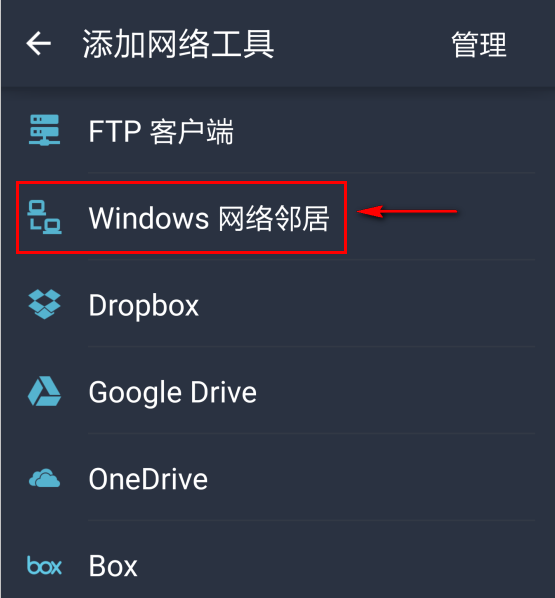 添加网络工具 管理
FTP 客户端
Windows 网络邻居
Dropbox
Google Drive
OneDrive
box Box